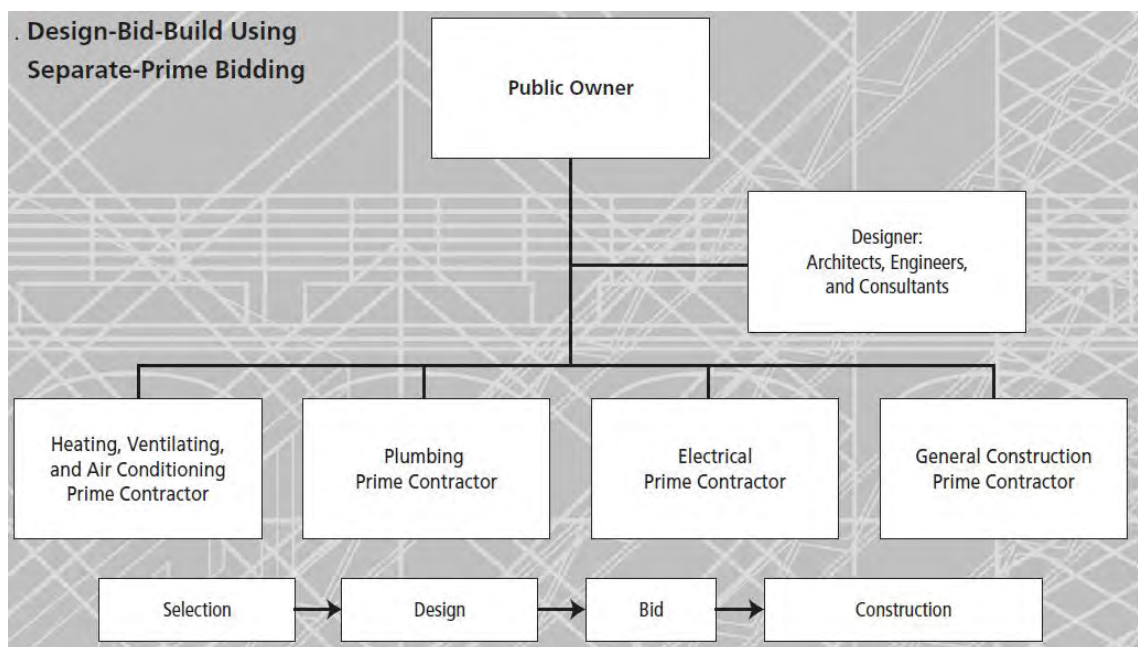 . Design-Bid-Build Using
Separate-Prime Bidding
Public Owner
Designer:
Architects, Engineers,
and Consultants
Heating, Ventilating,
and Air Conditioning
Prime Contractor
Plumbing
Prime Contractor
Electrical
Prime Contractor
General Construction
Prime Contractor
Selection
Design
Bid
Construction